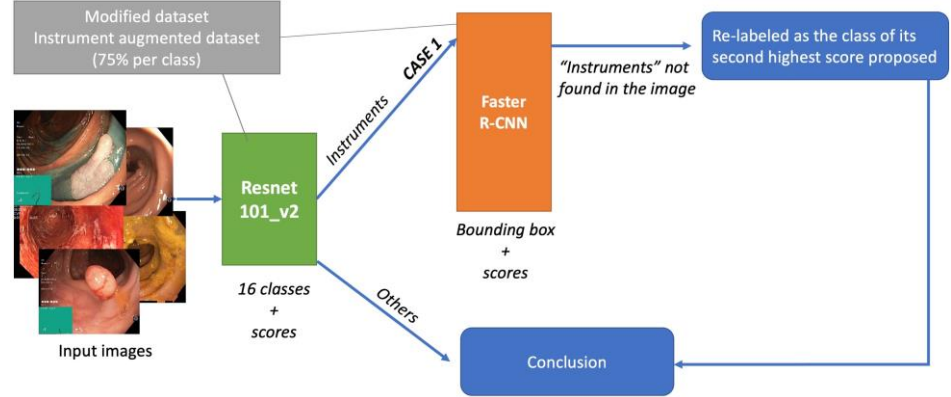 Modified dataset
Instrument augmented dataset
(75% per class)
CASE 1
Instruments
Faster
R-CNN
"Instruments" not
found in the image
Re-labeled as the class of its
second highest score proposed
Resnet
101_v2
Bounding box
+
scores
16 classes
+
scores
Others
Input images
Conclusion